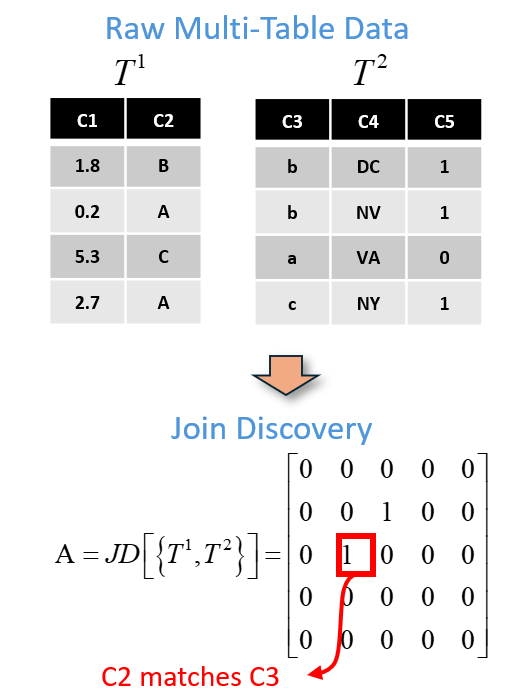 Raw Multi-Table Data
T¹ T²
C1 C2 C3 C4 C5
1.8 B b DC 1
0.2 A b NV 1
5.3 C a VA 0
2.7 A c NY 1
Join Discovery
0 0 0 0 0
0 0 1 0 0
A = JD[{T¹,T²}] = 0 1 0 0 0
0 0 0 0 0
0 0 0 0 0
C2 matches C3